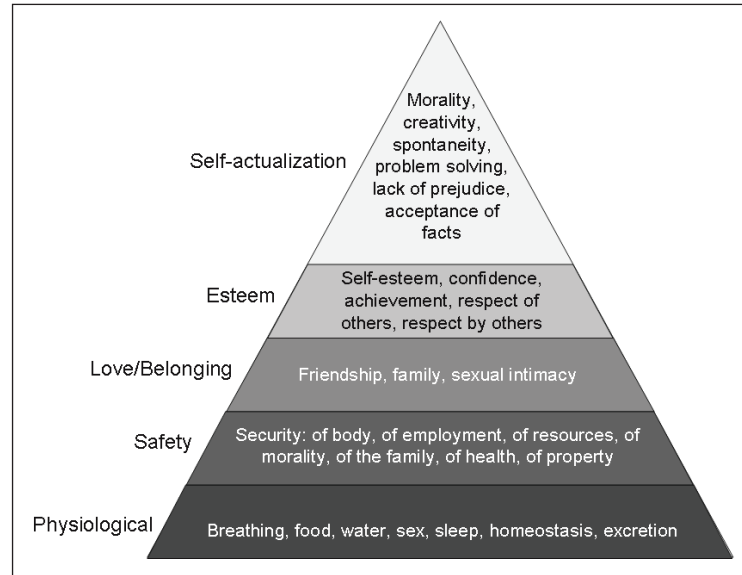 Morality,
creativity,
spontaneity,
problem solving,
lack of prejudice,
acceptance of
facts
Self-actualization
Self-esteem, confidence,
achievement, respect of
others, respect by others
Esteem
Friendship, family, sexual intimacy
Love/Belonging
Security: of body, of employment, of resources, of
morality, of the family, of health, of property
Safety
Breathing, food, water, sex, sleep, homeostasis, excretion
Physiological